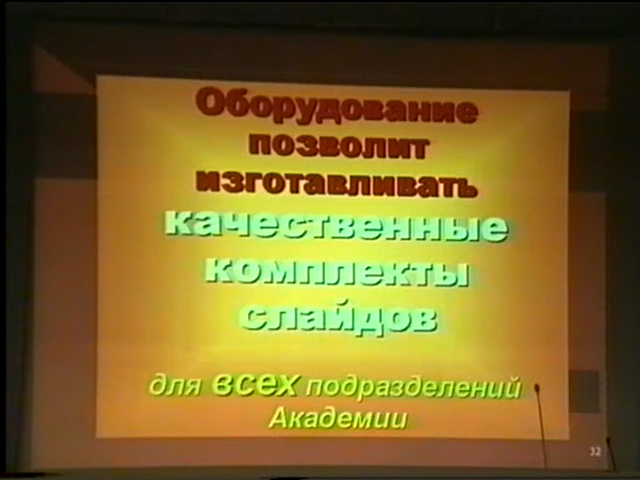 Оборудование
позволит
изготавливать
качественные
комплекты
слайдов
для всех подразделений
Академии
32